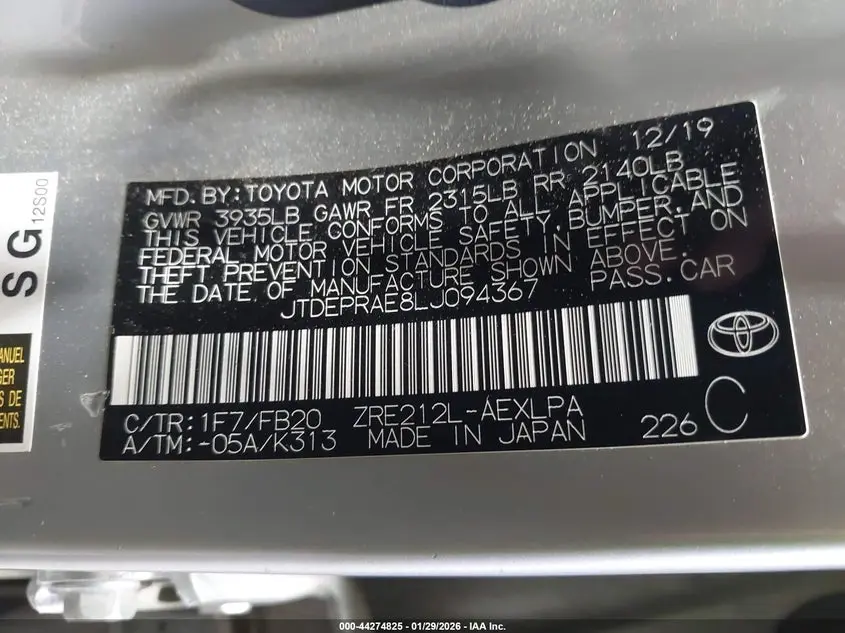 MFD. BY: TOYOTA MOTOR CORPORATION 12/19
GVWR 3935LB GAWR FR 2315LB RR 2140LB
THIS VEHICLE CONFORMS TO ALL APPLICABLE
FEDERAL MOTOR VEHICLE SAFETY, BUMPER, AND
THEFT PREVENTION STANDARDS IN EFFECT ON
THE DATE OF MANUFACTURE SHOWN ABOVE.
JTDEPRAE8LJ094367 PASS. CAR
C/TR: 1F7/FB20 ZRE212L-AEXLPA
A/TM: -05A/K313 MADE IN JAPAN 226 C
SG 12S00
ANUEL
GER
S DE
ENTS.
000-44274825 | 01/29/2026 - IAA Inc.